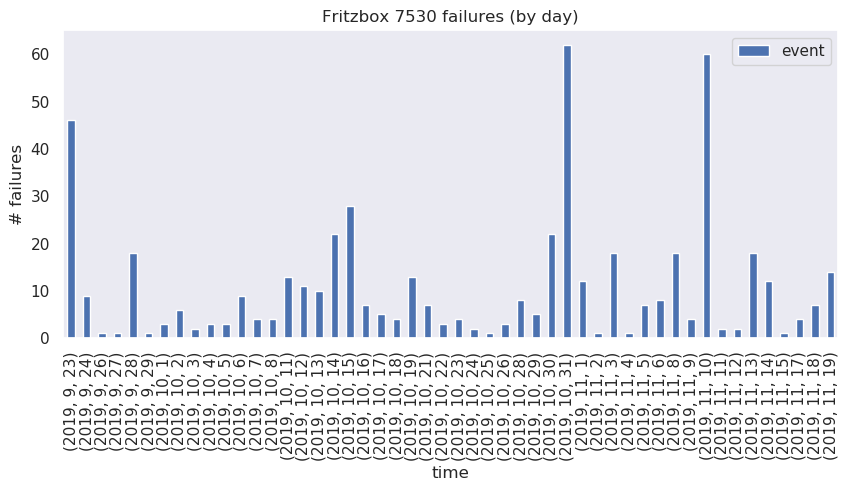 Fritzbox 7530 failures (by day)
event
# failures
60
50
40
30
20
10
0
(2019, 9, 23)
(2019, 9, 24)
(2019, 9, 26)
(2019, 9, 27)
(2019, 9, 28)
(2019, 9, 29)
(2019, 10, 1)
(2019, 10, 2)
(2019, 10, 3)
(2019, 10, 4)
(2019, 10, 5)
(2019, 10, 6)
(2019, 10, 7)
(2019, 10, 8)
(2019, 10, 11)
(2019, 10, 12)
(2019, 10, 13)
(2019, 10, 14)
(2019, 10, 15)
(2019, 10, 16)
(2019, 10, 17)
(2019, 10, 18)
(2019, 10, 19)
(2019, 10, 21)
(2019, 10, 22)
(2019, 10, 23)
(2019, 10, 24)
(2019, 10, 25)
(2019, 10, 26)
(2019, 10, 28)
(2019, 10, 29)
(2019, 10, 30)
(2019, 10, 31)
(2019, 11, 1)
(2019, 11, 2)
(2019, 11, 3)
(2019, 11, 4)
(2019, 11, 5)
(2019, 11, 6)
(2019, 11, 8)
(2019, 11, 9)
(2019, 11, 10)
(2019, 11, 11)
(2019, 11, 12)
(2019, 11, 13)
(2019, 11, 14)
(2019, 11, 15)
(2019, 11, 17)
(2019, 11, 18)
(2019, 11, 19)
time